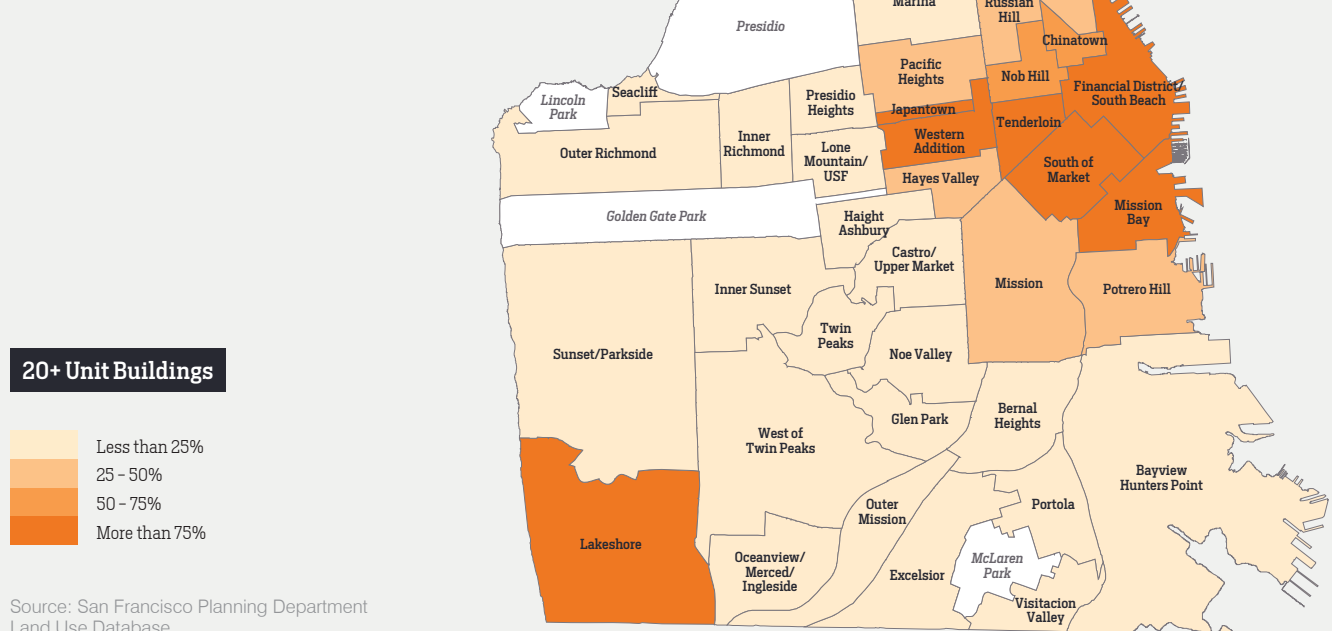 Marina
Russian
Hill
Presidio
Chinatown
Pacific
Heights
Nob Hill
Seacliff
Lincoln
Park
Presidio
Heights
Financial District/
South Beach
Japantown
Tenderloin
Western
Addition
Inner
Richmond
Outer Richmond
Lone
Mountain/
USF
South of
Market
Hayes Valley
Mission
Bay
Golden Gate Park
Haight
Ashbury
Castro/
Upper Market
Inner Sunset
Mission
Potrero Hill
Twin
Peaks
Sunset/Parkside
Noe Valley
20+ Unit Buildings
Glen Park
Bernal
Heights
West of
Twin Peaks
Less than 25%
25 - 50%
50 - 75%
More than 75%
Bayview
Hunters Point
Outer
Mission
Portola
Lakeshore
Oceanview/
Merced/
Ingleside
McLaren
Park
Excelsior
Visitacion
Valley
Source: San Francisco Planning Department
Land Use Database